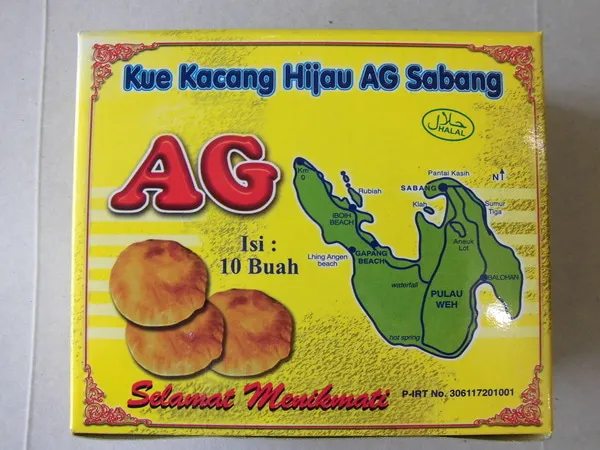 Kue Kacang Hijau AG Sabang
حلال
HALAL
AG
Isi :
10 Buah
Km
0
Rubiah
IBOIH
BEACH
Lhing Angen
beach
GAPANG
BEACH
Pantai Kasih
N
SABANG
Klah
Sumur
Tiga
Aneuk
Lot
BALOHAN
waterfall
PULAU
WEH
hot spring
Selamat Menikmati
P-IRT No. 306117201001